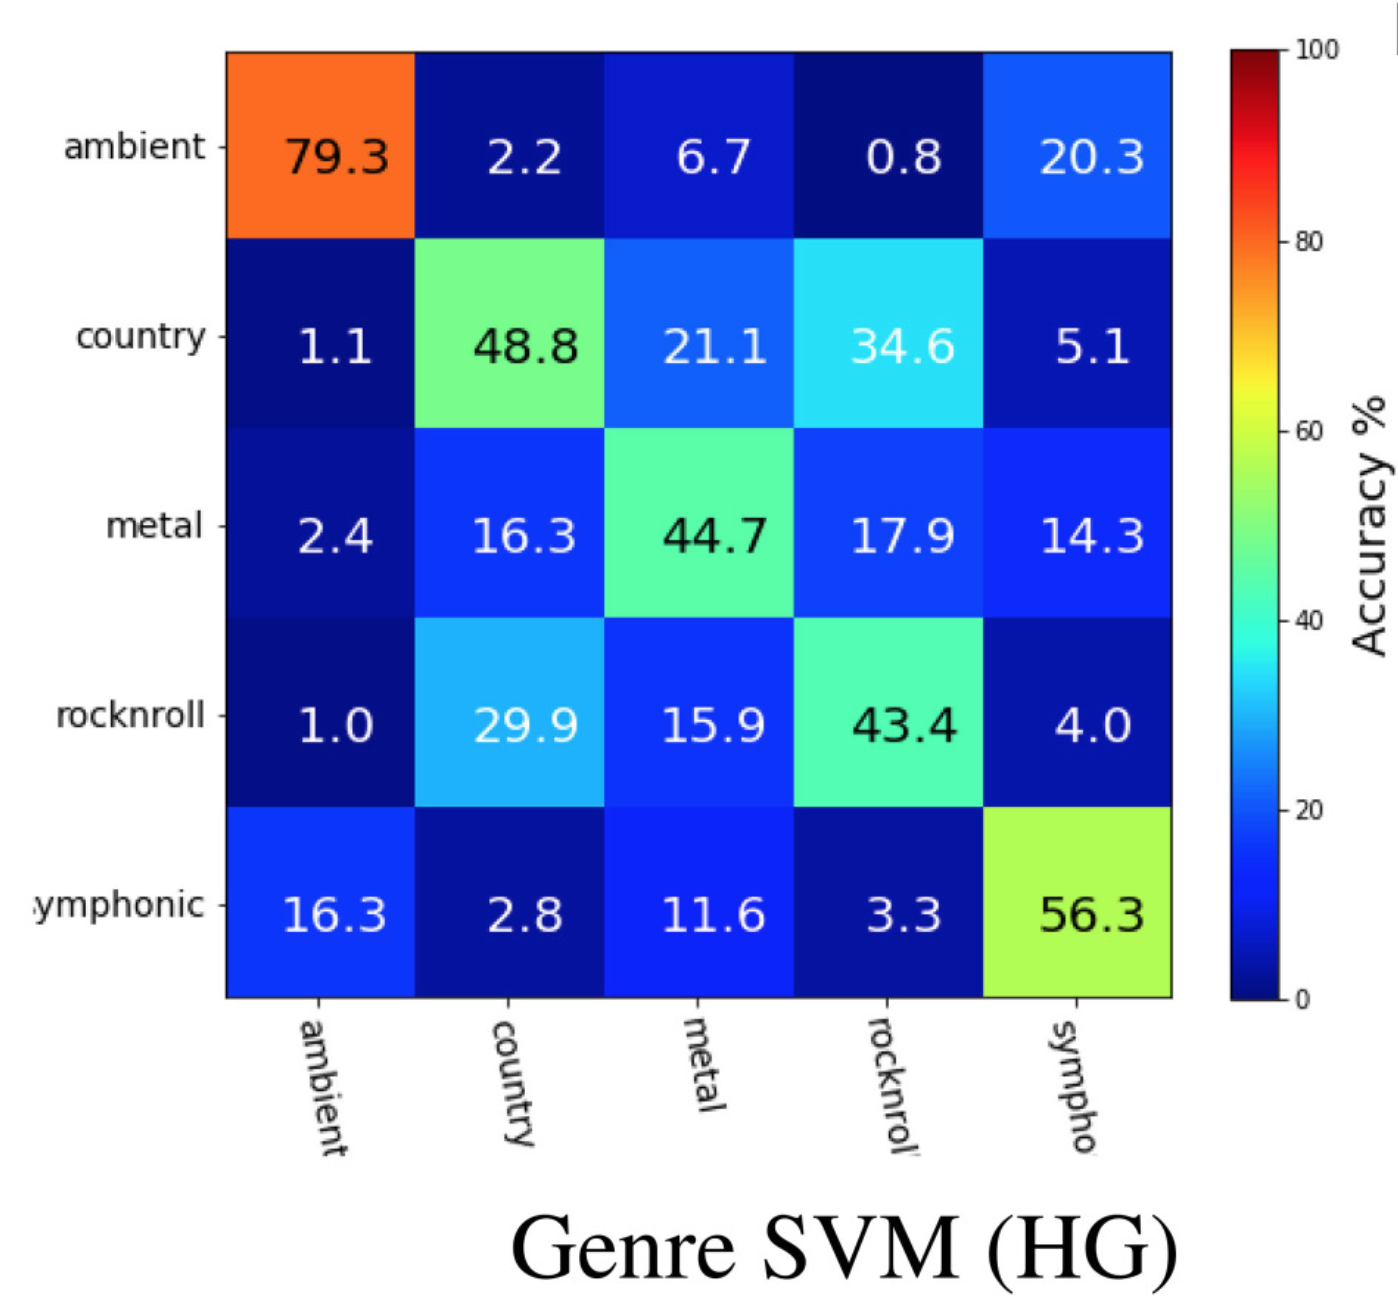 100
ambient 79.3 2.2 6.7 0.8 20.3
80
country 1.1 48.8 21.1 34.6 5.1
60
metal 2.4 16.3 44.7 17.9 14.3
40
rocknroll 1.0 29.9 15.9 43.4 4.0
20
ymphonic 16.3 2.8 11.6 3.3 56.3
0
Accuracy %
ambient
country
metal
rocknrol
sympho
Genre SVM (HG)